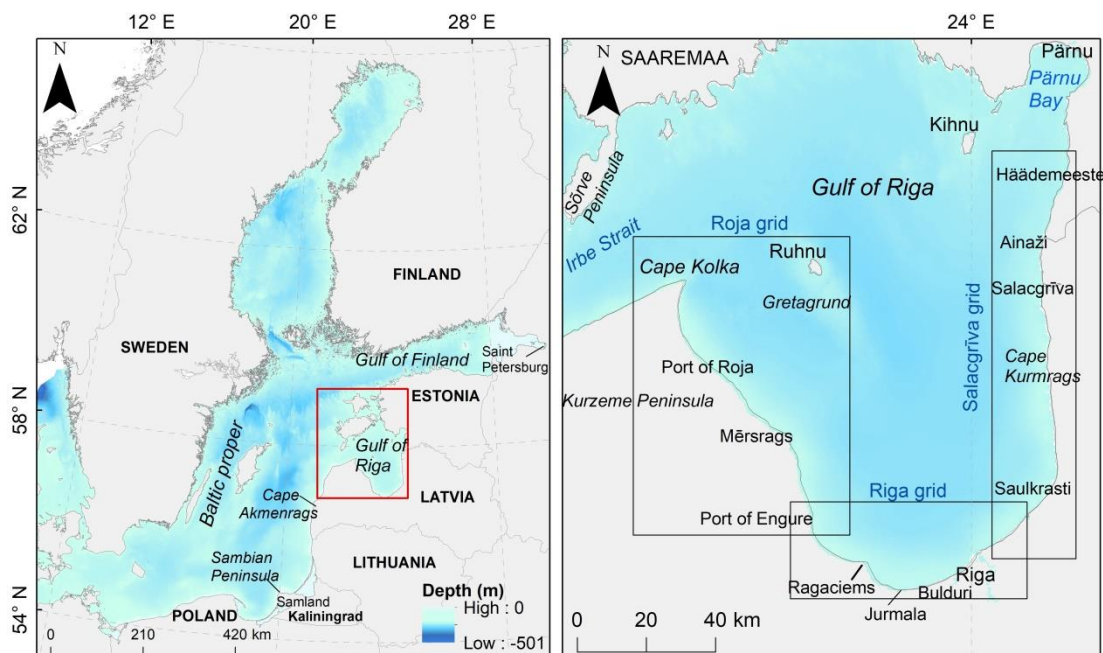 12° E
20° E
28° E
N
62° N
58° N
54° N
FINLAND
SWEDEN
Gulf of Finland
Saint
Petersburg
ESTONIA
Baltic proper
Gulf of
Riga
Cape
Akmenrags
LATVIA
LITHUANIA
Sambian
Peninsula
Samland
Kaliningrad
POLAND
Depth (m)
High : 0
Low : -501
0
210
420 km
24° E
N
SAAREMAA
Pärnu
Pärnu
Bay
Kihnu
Sõrve
Peninsula
Häädemeeste
Gulf of Riga
Irbe Strait
Roja grid
Ruhnu
Ainaži
Cape Kolka
Salacgrīva
Gretagrund
Salacgrīva grid
Port of Roja
Cape
Kurmrags
Kurzeme Peninsula
Mērsrags
Riga grid
Saulkrasti
Port of Engure
Ragaciems
Riga
Bulduri
Jurmala
0
20
40 km